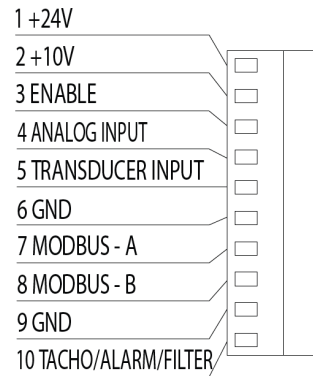 1 +24V
2 +10V
3 ENABLE
4 ANALOG INPUT
5 TRANSDUCER INPUT
6 GND
7 MODBUS - A
8 MODBUS - B
9 GND
10 TACHO/ALARM/FILTER